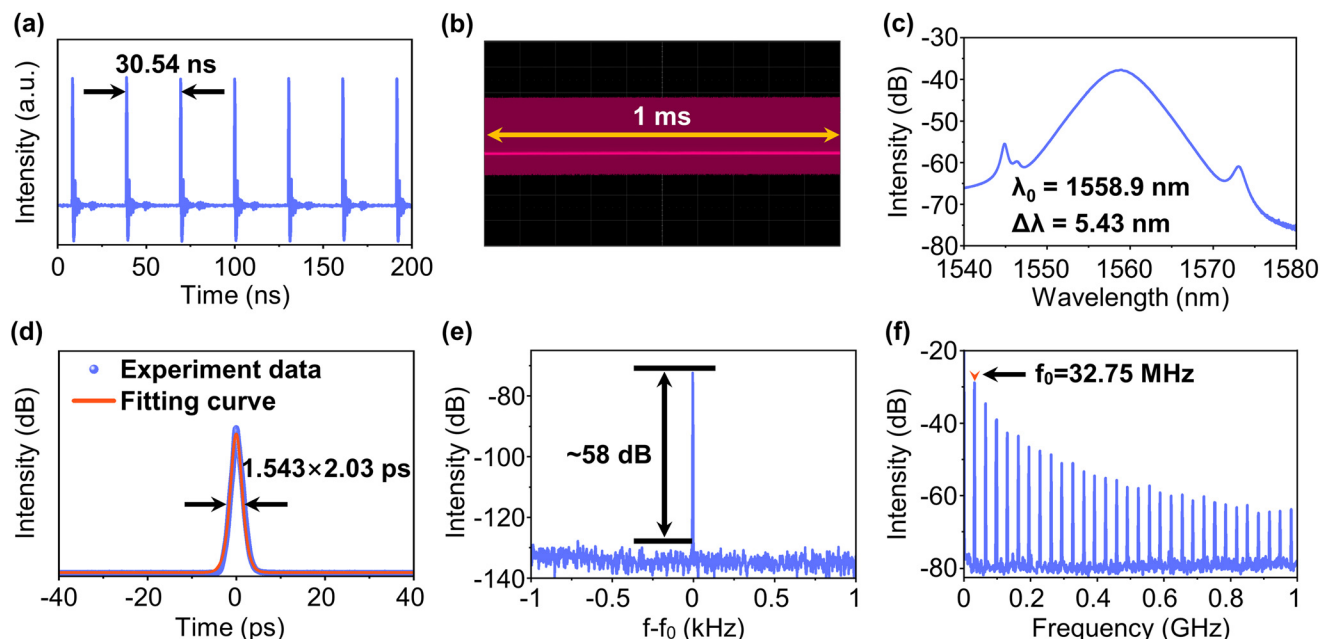 (a)
30.54 ns
Intensity (a.u.)
0 50 100 150 200
Time (ns)
(b)
1 ms
(c)
-30
-40
-50
-60
-70
-80
Intensity (dB)
λ0 = 1558.9 nm
Δλ = 5.43 nm
1540 1550 1560 1570 1580
Wavelength (nm)
(d)
Experiment data
Fitting curve
1.543×2.03 ps
Intensity (dB)
-40 -20 0 20 40
Time (ps)
(e)
-80
-100
-120
-140
Intensity (dB)
~58 dB
-1 -0.5 0 0.5 1
f-f0 (kHz)
(f)
-20
-40
-60
-80
Intensity (dB)
f0=32.75 MHz
0 0.2 0.4 0.6 0.8 1
Frequency (GHz)